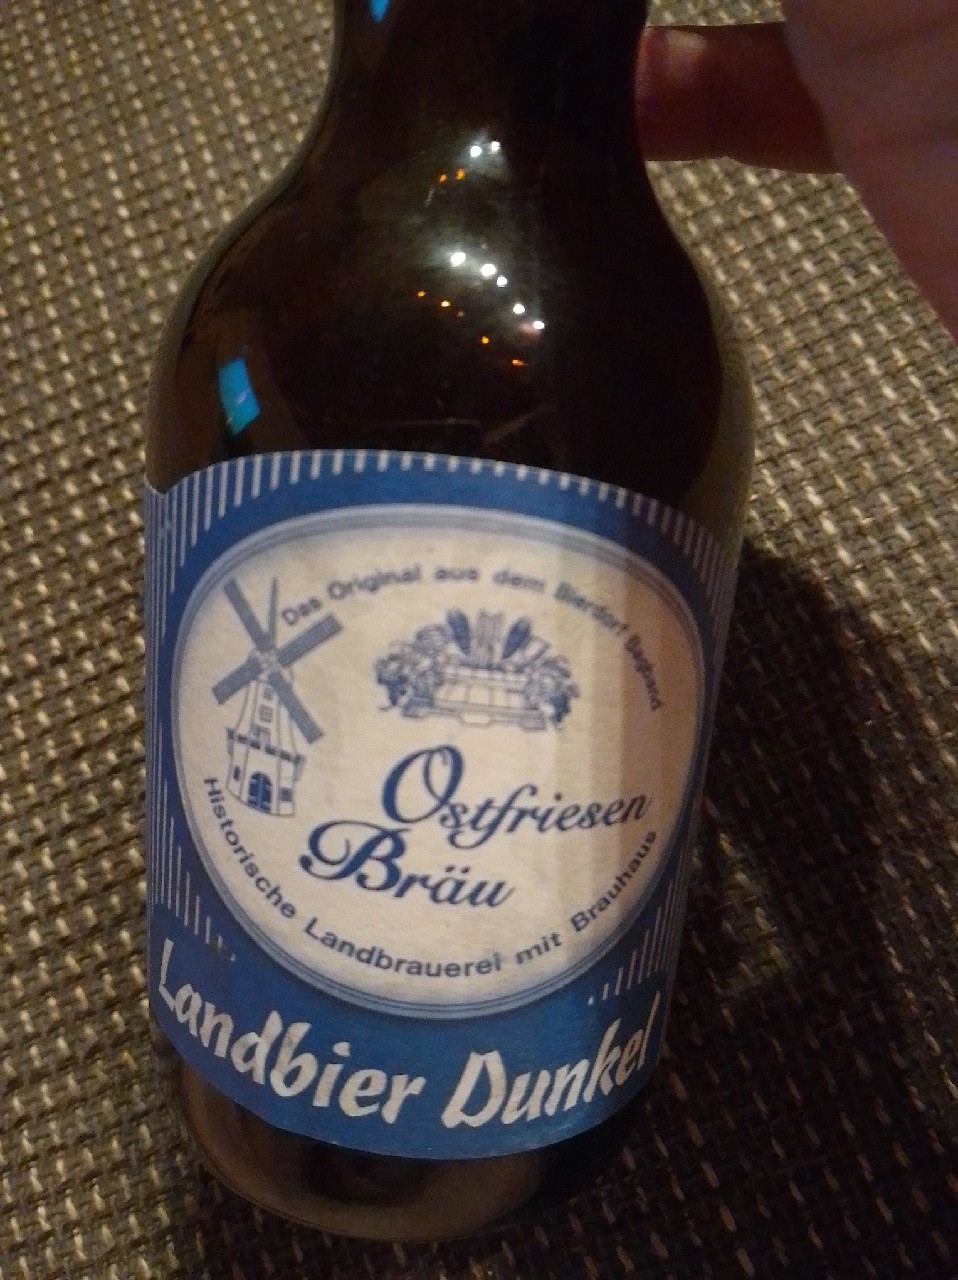 Das Original aus dem Bierdorf Bagband
Ostfriesen
Bräu
Historische Landbrauerei mit Brauhaus
Landbier Dunkel